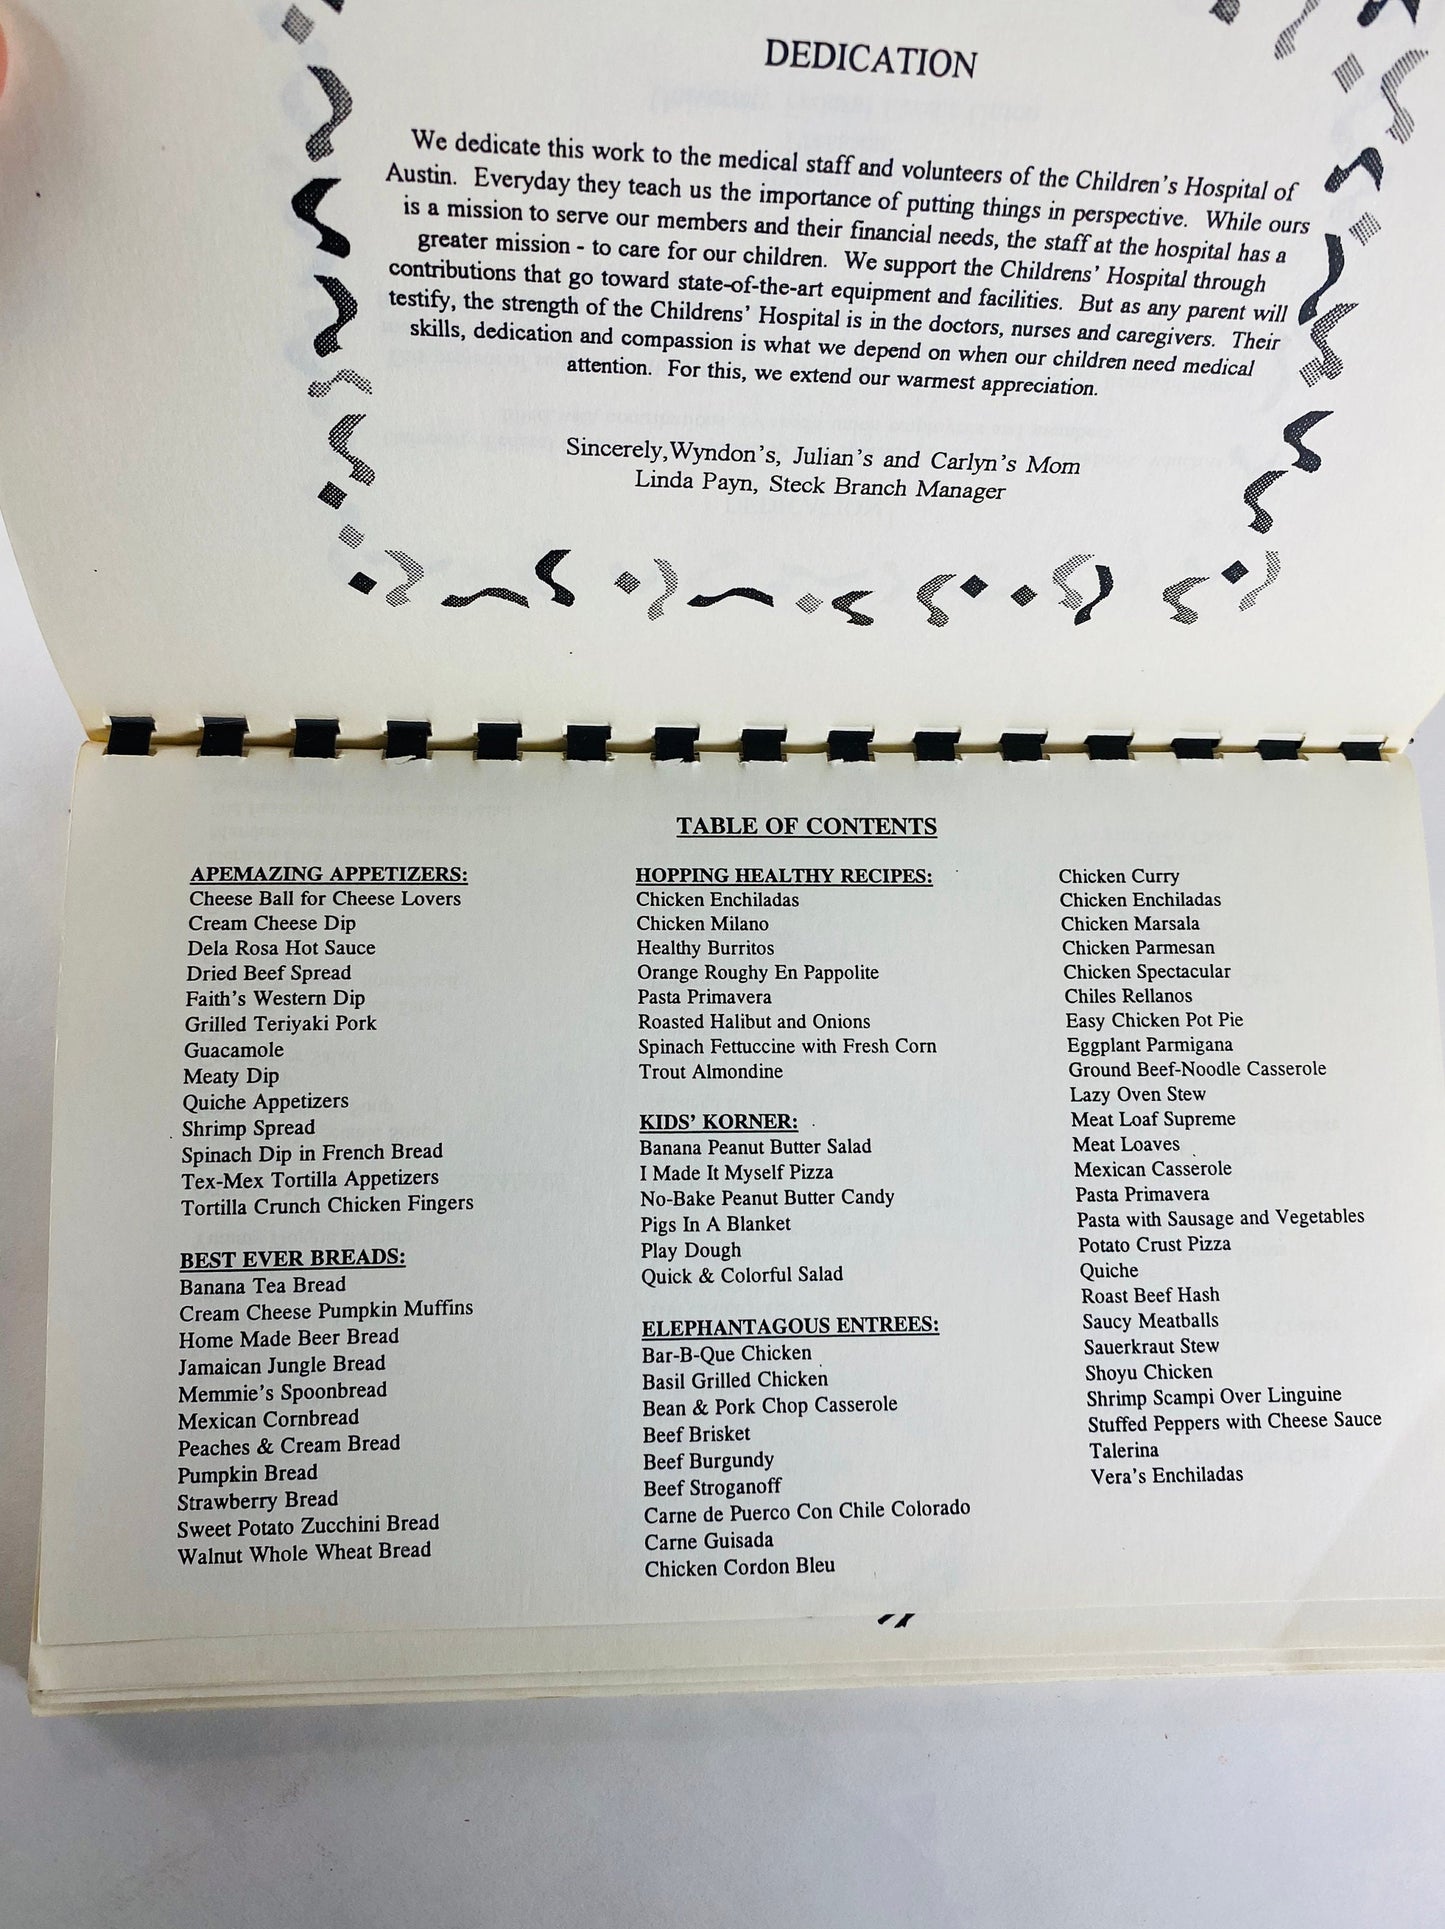 DEDICATION
We dedicate this work to the medical staff and volunteers of the Children's Hospital of
Austin. Everyday they teach us the importance of putting things in perspective. While ours
is a mission to serve our members and their financial needs, the staff at the hospital has a
greater mission - to care for our children. We support the Childrens' Hospital through
contributions that go toward state-of-the-art equipment and facilities. But as any parent will
testify, the strength of the Childrens' Hospital is in the doctors, nurses and caregivers. Their
skills, dedication and compassion is what we depend on when our children need medical
attention. For this, we extend our warmest appreciation.
Sincerely,Wyndon's, Julian's and Carlyn's Mom
Linda Payn, Steck Branch Manager
TABLE OF CONTENTS
APEMAZING APPETIZERS:
Cheese Ball for Cheese Lovers
Cream Cheese Dip
Dela Rosa Hot Sauce
Dried Beef Spread
Faith's Western Dip
Grilled Teriyaki Pork
Guacamole
Meaty Dip
Quiche Appetizers
Shrimp Spread
Spinach Dip in French Bread
Tex-Mex Tortilla Appetizers
Tortilla Crunch Chicken Fingers
BEST EVER BREADS:
Banana Tea Bread
Cream Cheese Pumpkin Muffins
Home Made Beer Bread
Jamaican Jungle Bread
Memmie's Spoonbread
Mexican Cornbread
Peaches & Cream Bread
Pumpkin Bread
Strawberry Bread
Sweet Potato Zucchini Bread
Walnut Whole Wheat Bread
HOPPING HEALTHY RECIPES:
Chicken Enchiladas
Chicken Milano
Healthy Burritos
Orange Roughy En Pappolite
Pasta Primavera
Roasted Halibut and Onions
Spinach Fettuccine with Fresh Corn
Trout Almondine
KIDS' KORNER:
Banana Peanut Butter Salad
I Made It Myself Pizza
No-Bake Peanut Butter Candy
Pigs In A Blanket
Play Dough
Quick & Colorful Salad
ELEPHANTAGOUS ENTREES:
Bar-B-Que Chicken
Basil Grilled Chicken
Bean & Pork Chop Casserole
Beef Brisket
Beef Burgundy
Beef Stroganoff
Carne de Puerco Con Chile Colorado
Carne Guisada
Chicken Cordon Bleu
Chicken Curry
Chicken Enchiladas
Chicken Marsala
Chicken Parmesan
Chicken Spectacular
Chiles Rellanos
Easy Chicken Pot Pie
Eggplant Parmigana
Ground Beef-Noodle Casserole
Lazy Oven Stew
Meat Loaf Supreme
Meat Loaves
Mexican Casserole
Pasta Primavera
Pasta with Sausage and Vegetables
Potato Crust Pizza
Quiche
Roast Beef Hash
Saucy Meatballs
Sauerkraut Stew
Shoyu Chicken
Shrimp Scampi Over Linguine
Stuffed Peppers with Cheese Sauce
Talerina
Vera's Enchiladas